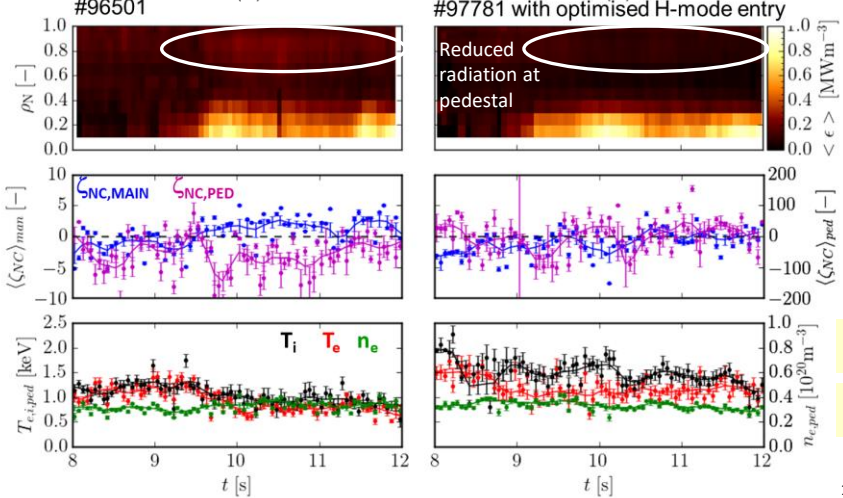 #96501
#97781 with optimised H-mode entry
1.0
0.8
0.6
0.4
0.2
0.0
ρN [−]
Reduced
radiation at
pedestal
1.0
0.8
0.6
0.4
0.2
0.0
< ϵ > [MWm−3]
10
5
0
−5
−10
⟨ζNC⟩man [−]
ζNC,MAIN ζNC,PED
200
100
0
−100
−200
⟨ζNC⟩ped [−]
2.5
2.0
1.5
1.0
0.5
0.0
Te,i,ped [keV]
Ti Te ne
1.0
0.8
0.6
0.4
0.2
0.0
ne,ped [10²⁰m−3]
8 9 10 11 12
t [s]
8 9 10 11 12
t [s]